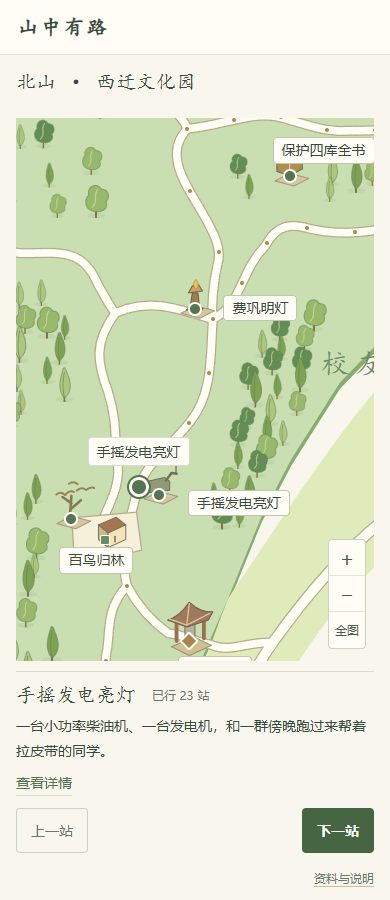 山中有路
北山 • 西迁文化园
保护四库全书
费巩明灯
校友
手摇发电亮灯
手摇发电亮灯
百鸟归林
+
−
全图
手摇发电亮灯 已行 23 站
一台小功率柴油机、一台发电机，和一群傍晚跑过来帮着
拉皮带的同学。
查看详情
上一站 下一站
资料与说明